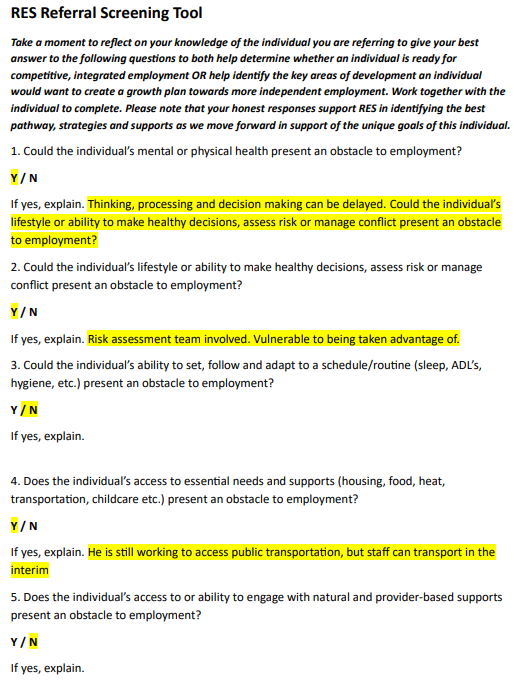 RES Referral Screening Tool
Take a moment to reflect on your knowledge of the individual you are referring to give your best
answer to the following questions to both help determine whether an individual is ready for
competitive, integrated employment OR help identify the key areas of development an individual
would want to create a growth plan towards more independent employment. Work together with the
individual to complete. Please note that your honest responses support RES in identifying the best
pathway, strategies and supports as we move forward in support of the unique goals of this individual.
1. Could the individual's mental or physical health present an obstacle to employment?
Y / N
If yes, explain. Thinking, processing and decision making can be delayed. Could the individual's
lifestyle or ability to make healthy decisions, assess risk or manage conflict present an obstacle
to employment?
2. Could the individual's lifestyle or ability to make healthy decisions, assess risk or manage
conflict present an obstacle to employment?
Y / N
If yes, explain. Risk assessment team involved. Vulnerable to being taken advantage of.
3. Could the individual's ability to set, follow and adapt to a schedule/routine (sleep, ADL's,
hygiene, etc.) present an obstacle to employment?
Y / N
If yes, explain.
4. Does the individual's access to essential needs and supports (housing, food, heat,
transportation, childcare etc.) present an obstacle to employment?
Y / N
If yes, explain. He is still working to access public transportation, but staff can transport in the
interim
5. Does the individual's access to or ability to engage with natural and provider-based supports
present an obstacle to employment?
Y / N
If yes, explain.